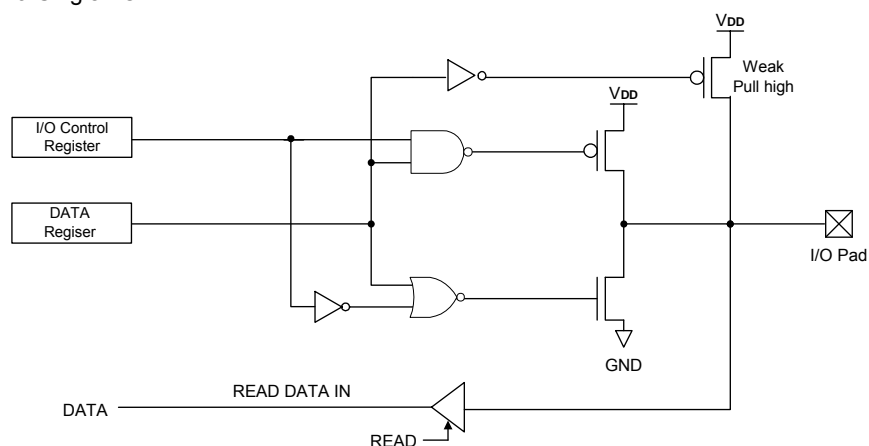 VDD
Weak
Pull high
VDD
I/O Control
Register
DATA
Regiser
I/O Pad
GND
READ DATA IN
DATA
READ